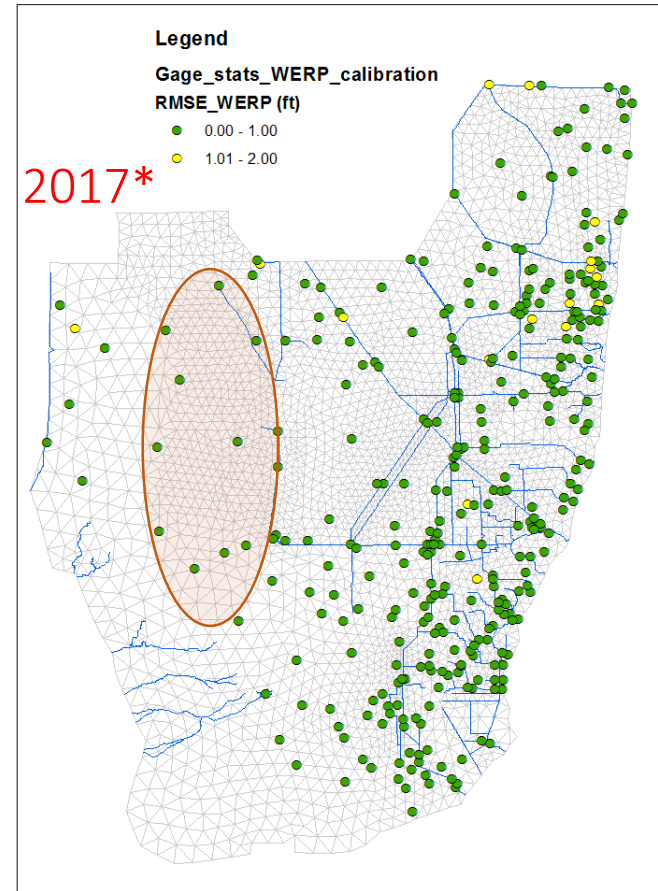 Legend
Gage_stats_WERP_calibration
RMSE_WERP (ft)
0.00 - 1.00
1.01 - 2.00
2017*